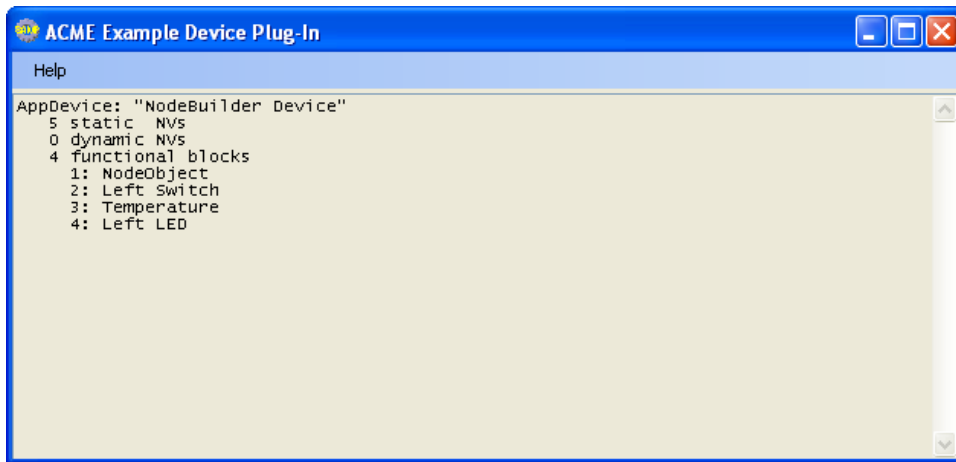 ACME Example Device Plug-In
Help
AppDevice: "NodeBuilder Device"
5 static  NVs
0 dynamic NVs
4 functional blocks
1: NodeObject
2: Left Switch
3: Temperature
4: Left LED